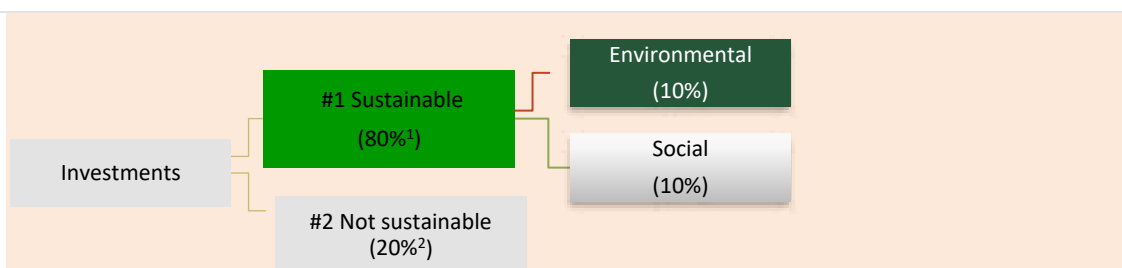 Environmental
(10%)
#1 Sustainable
(80%¹)
Social
(10%)
Investments
#2 Not sustainable
(20%²)